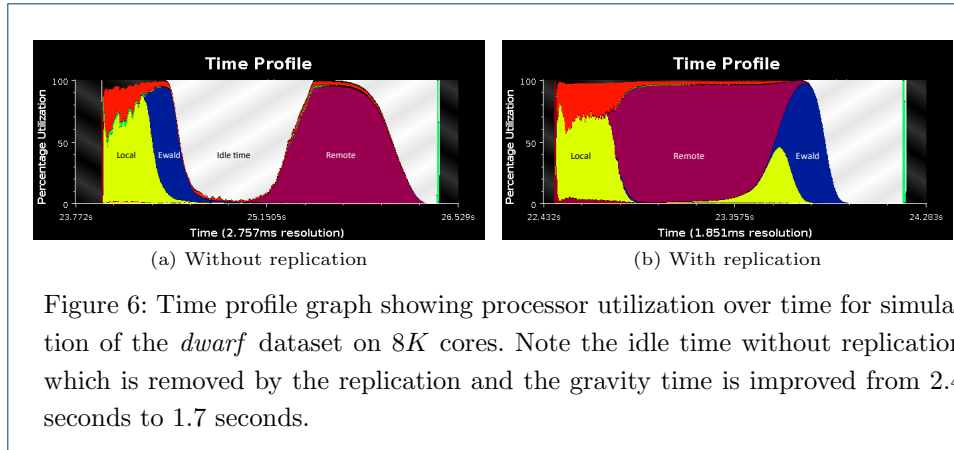 Time Profile
Percentage Utilization
100
50
0
Local
Ewald
Idle time
Remote
23.772s
25.1505s
26.529s
Time (2.757ms resolution)
(a) Without replication
Time Profile
Percentage Utilization
100
50
0
Local
Remote
Ewald
22.432s
23.3575s
24.283s
Time (1.851ms resolution)
(b) With replication
Figure 6: Time profile graph showing processor utilization over time for simula-
tion of the dwarf dataset on 8K cores. Note the idle time without replication
which is removed by the replication and the gravity time is improved from 2.4
seconds to 1.7 seconds.